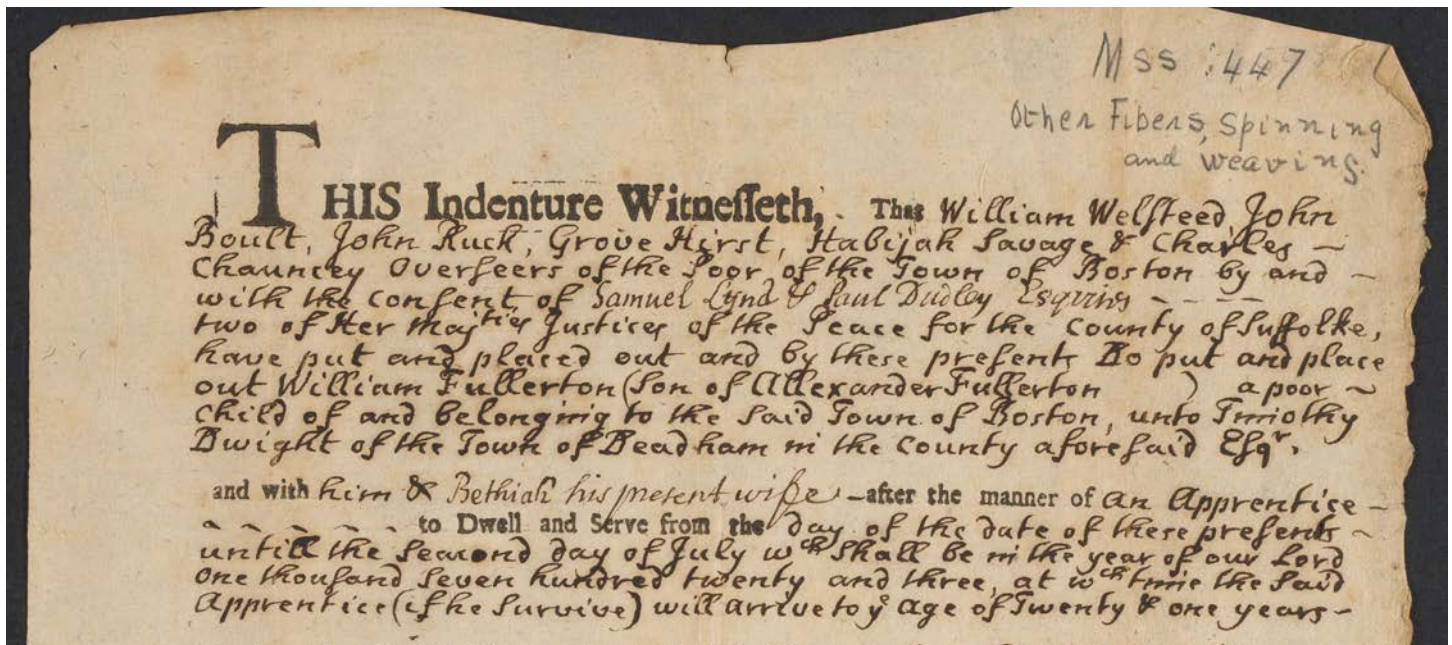 Mss :447
Other Fibers, Spinning
and weaving.
THIS Indenture Witnesseth, That William Welsteed John
Boult, John Ruck, Grove Hirst, Habijah Savage & Charles
Chauncey Overseers of the Poor, of the Town of Boston by and
with the consent of Samuel Lynd & Paul Dudley Esquires
two of Her Majties Justices of the Peace for the County of Suffolke,
have put and placed out and by these presents Do put and place
out William Fullerton (Son of Allexander Fullerton ) a poor
Child of and belonging to the Said Town of Boston, unto Timothy
Dwight of the Town of Deadham in the County aforesaid Esqr.
and with him & Bethiah his present wife - after the manner of an Apprentice
to Dwell and Serve from the day of the date of these presents
untill the Second day of July wch Shall be in the year of our Lord
One thousand Seven hundred twenty and three, at wch time the Said
Apprentice (if he Survive) will arrive to ye Age of Twenty & one years